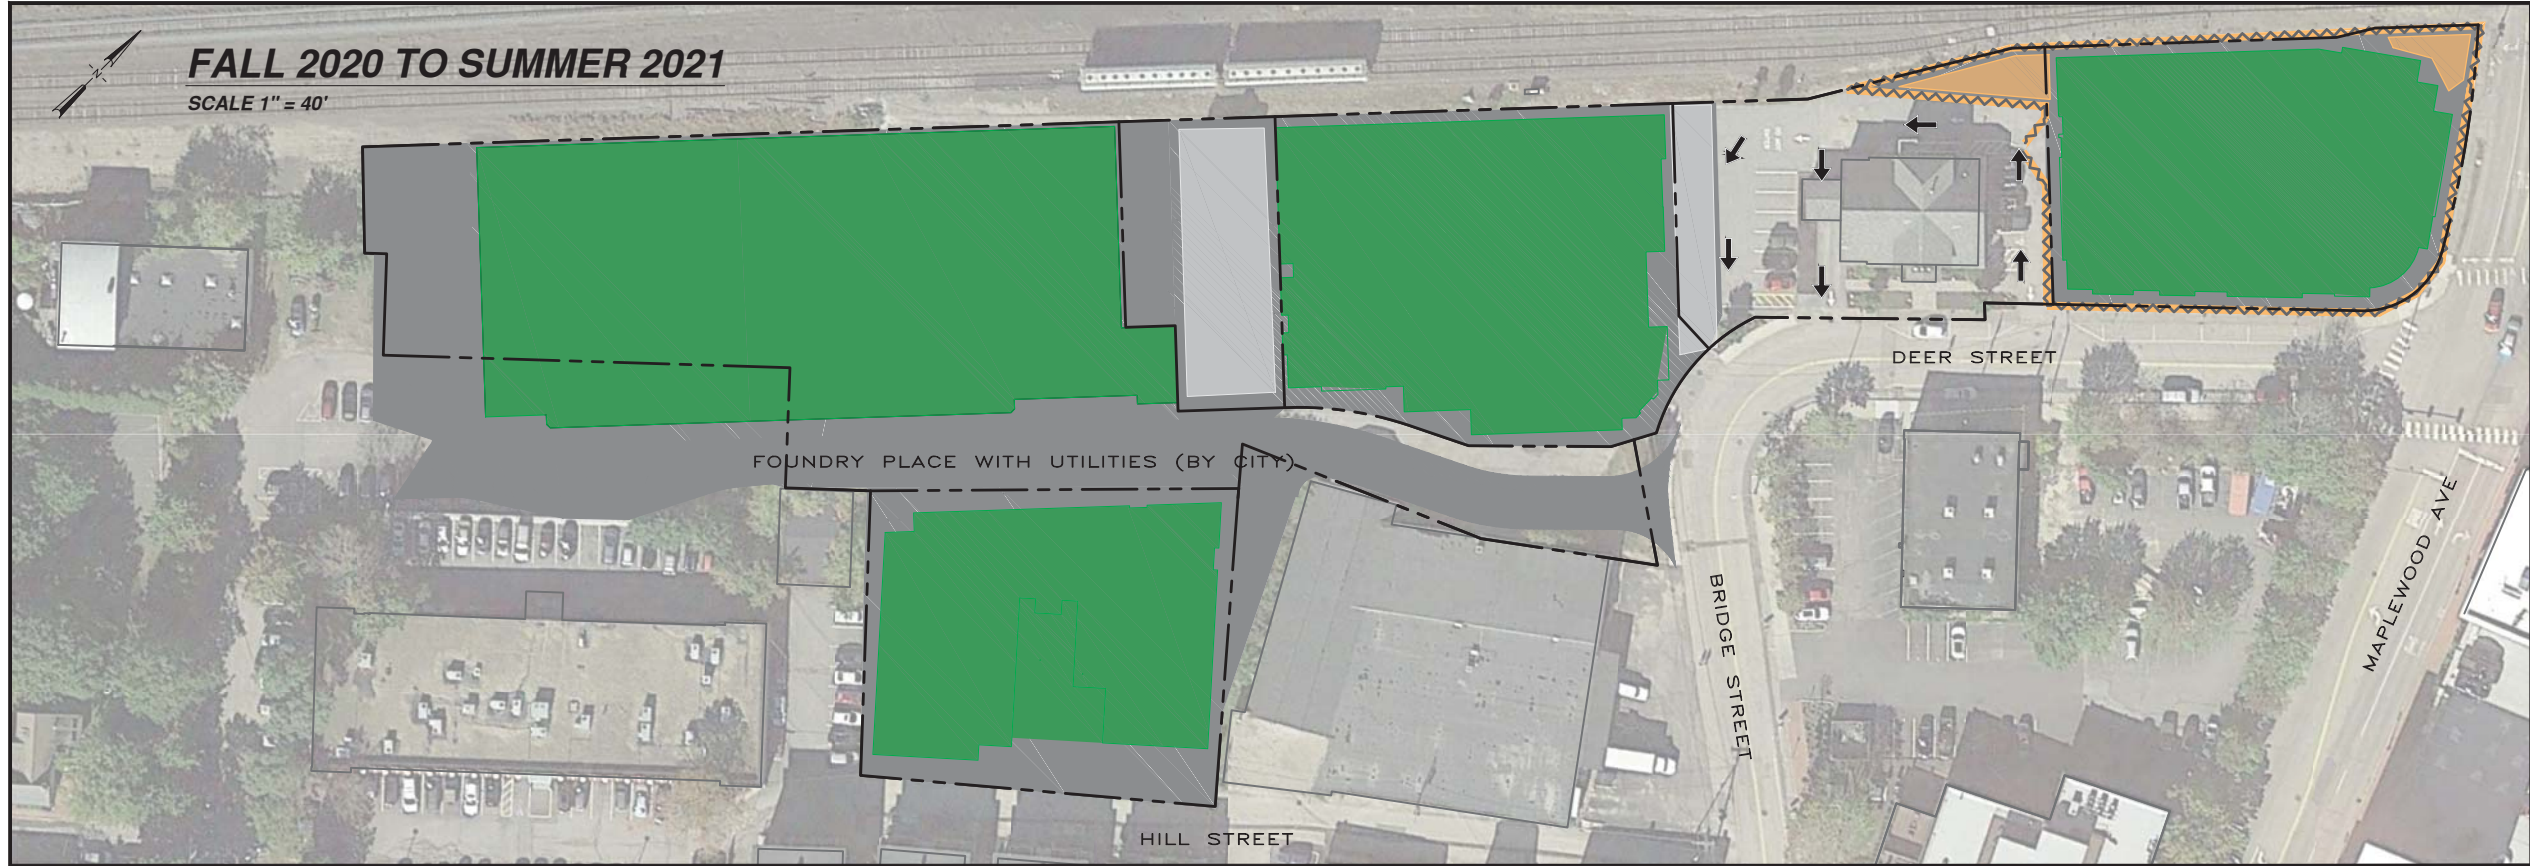 FALL 2020 TO SUMMER 2021
SCALE 1" = 40'
N
DEER STREET
FOUNDRY PLACE WITH UTILITIES (BY CITY)
MAPLEWOOD AVE
BRIDGE STREET
HILL STREET